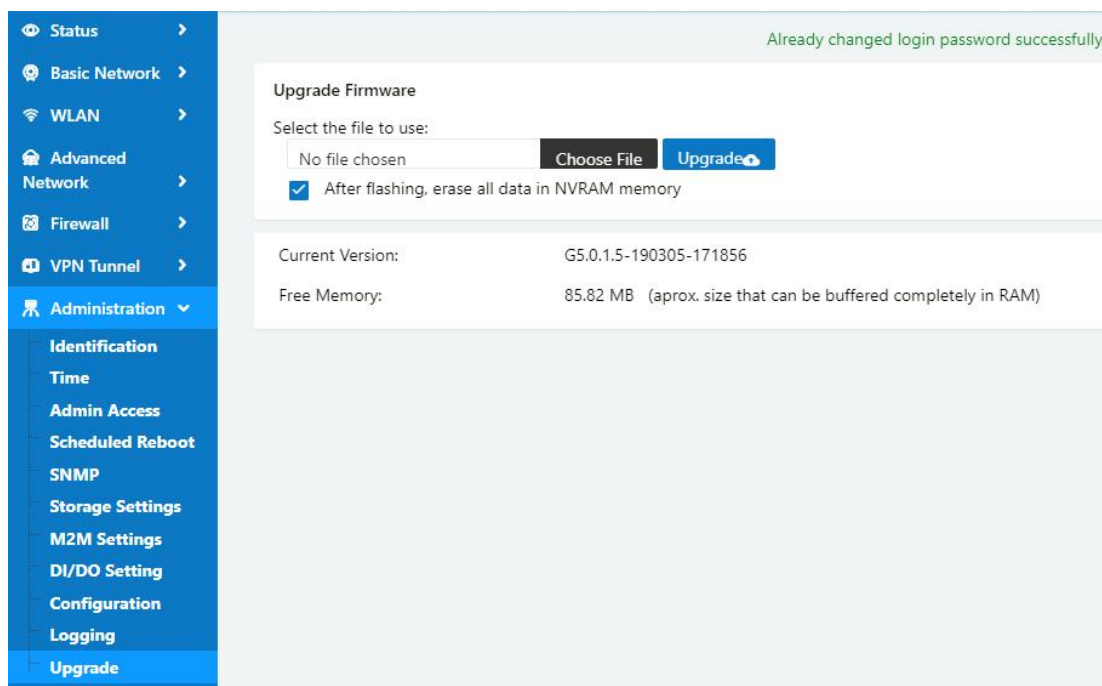 Status
Basic Network
WLAN
Advanced
Network
Firewall
VPN Tunnel
Administration
Identification
Time
Admin Access
Scheduled Reboot
SNMP
Storage Settings
M2M Settings
DI/DO Setting
Configuration
Logging
Upgrade
Already changed login password successfully
Upgrade Firmware
Select the file to use:
No file chosen Choose File Upgrade
After flashing, erase all data in NVRAM memory
Current Version: G5.0.1.5-190305-171856
Free Memory: 85.82 MB (aprox. size that can be buffered completely in RAM)